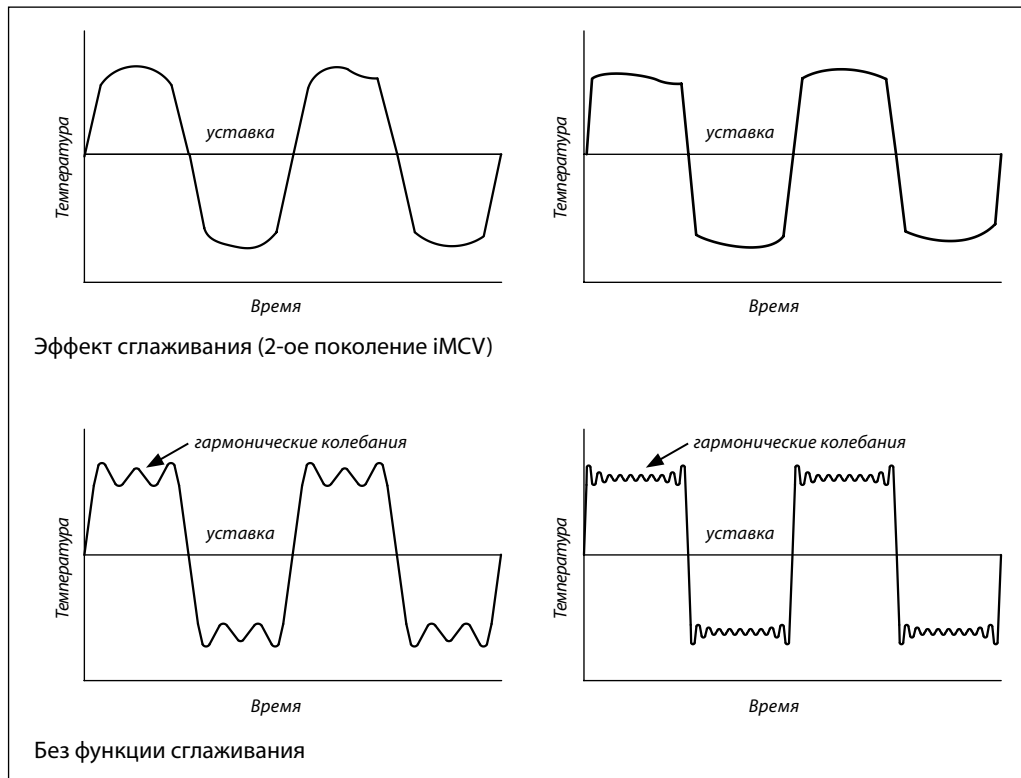 Температура
уставка
Время
Температура
уставка
Время
Эффект сглаживания (2-ое поколение iMCV)
гармонические колебания
Температура
уставка
Время
гармонические колебания
Температура
уставка
Время
Без функции сглаживания